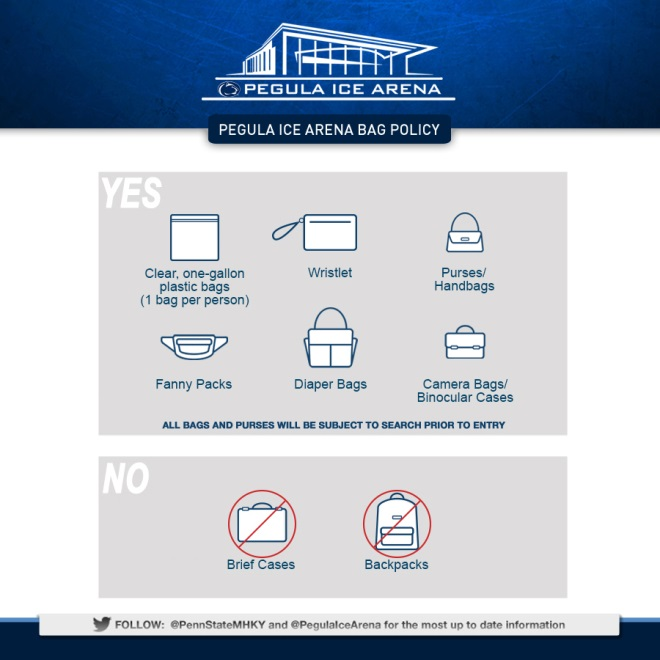 PEGULA ICE ARENA
PEGULA ICE ARENA BAG POLICY
YES
Clear, one-gallon
plastic bags
(1 bag per person)
Wristlet
Purses/
Handbags
Fanny Packs
Diaper Bags
Camera Bags/
Binocular Cases
ALL BAGS AND PURSES WILL BE SUBJECT TO SEARCH PRIOR TO ENTRY
NO
Brief Cases
Backpacks
FOLLOW: @PennStateMHKY and @PegulaIceArena for the most up to date information